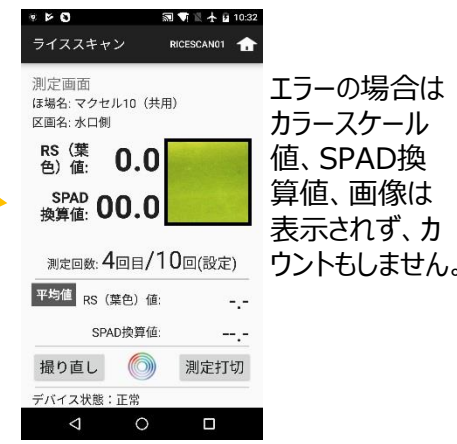 10:32
ライススキャン RICESCAN01
測定画面
ほ場名: マクセル10（共用）
区画名: 水口側
RS（葉
色）値: 0.0
SPAD
換算値: 00.0
測定回数: 4回目/10回(設定)
平均値 RS（葉色）値: -.-
SPAD換算値: --.-
撮り直し 測定打切
デバイス状態：正常
エラーの場合は
カラースケール
値、SPAD換
算値、画像は
表示されず、カ
ウントもしません。